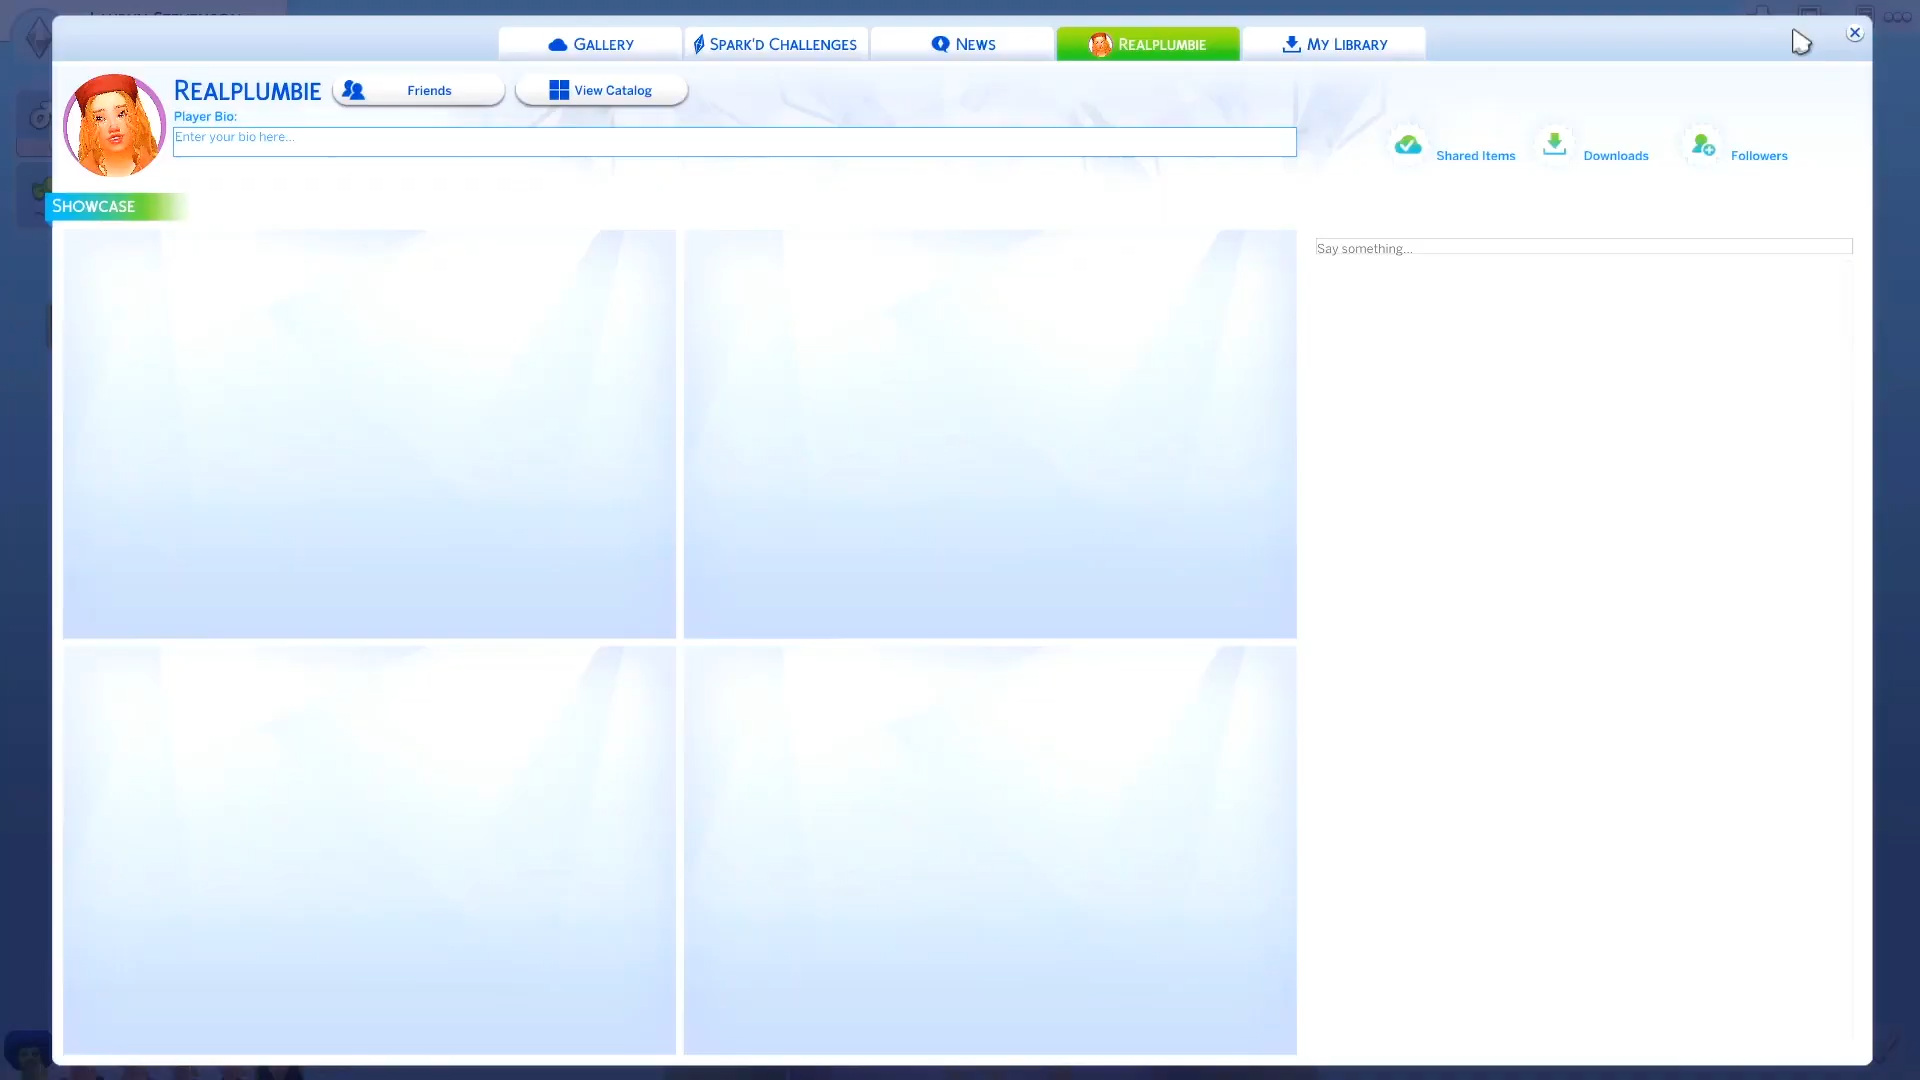 GALLERY
SPARK'D CHALLENGES
NEWS
REALPLUMBIE
MY LIBRARY
REALPLUMBIE
Friends
View Catalog
Player Bio:
Enter your bio here...
Shared Items
Downloads
Followers
SHOWCASE
Say something...